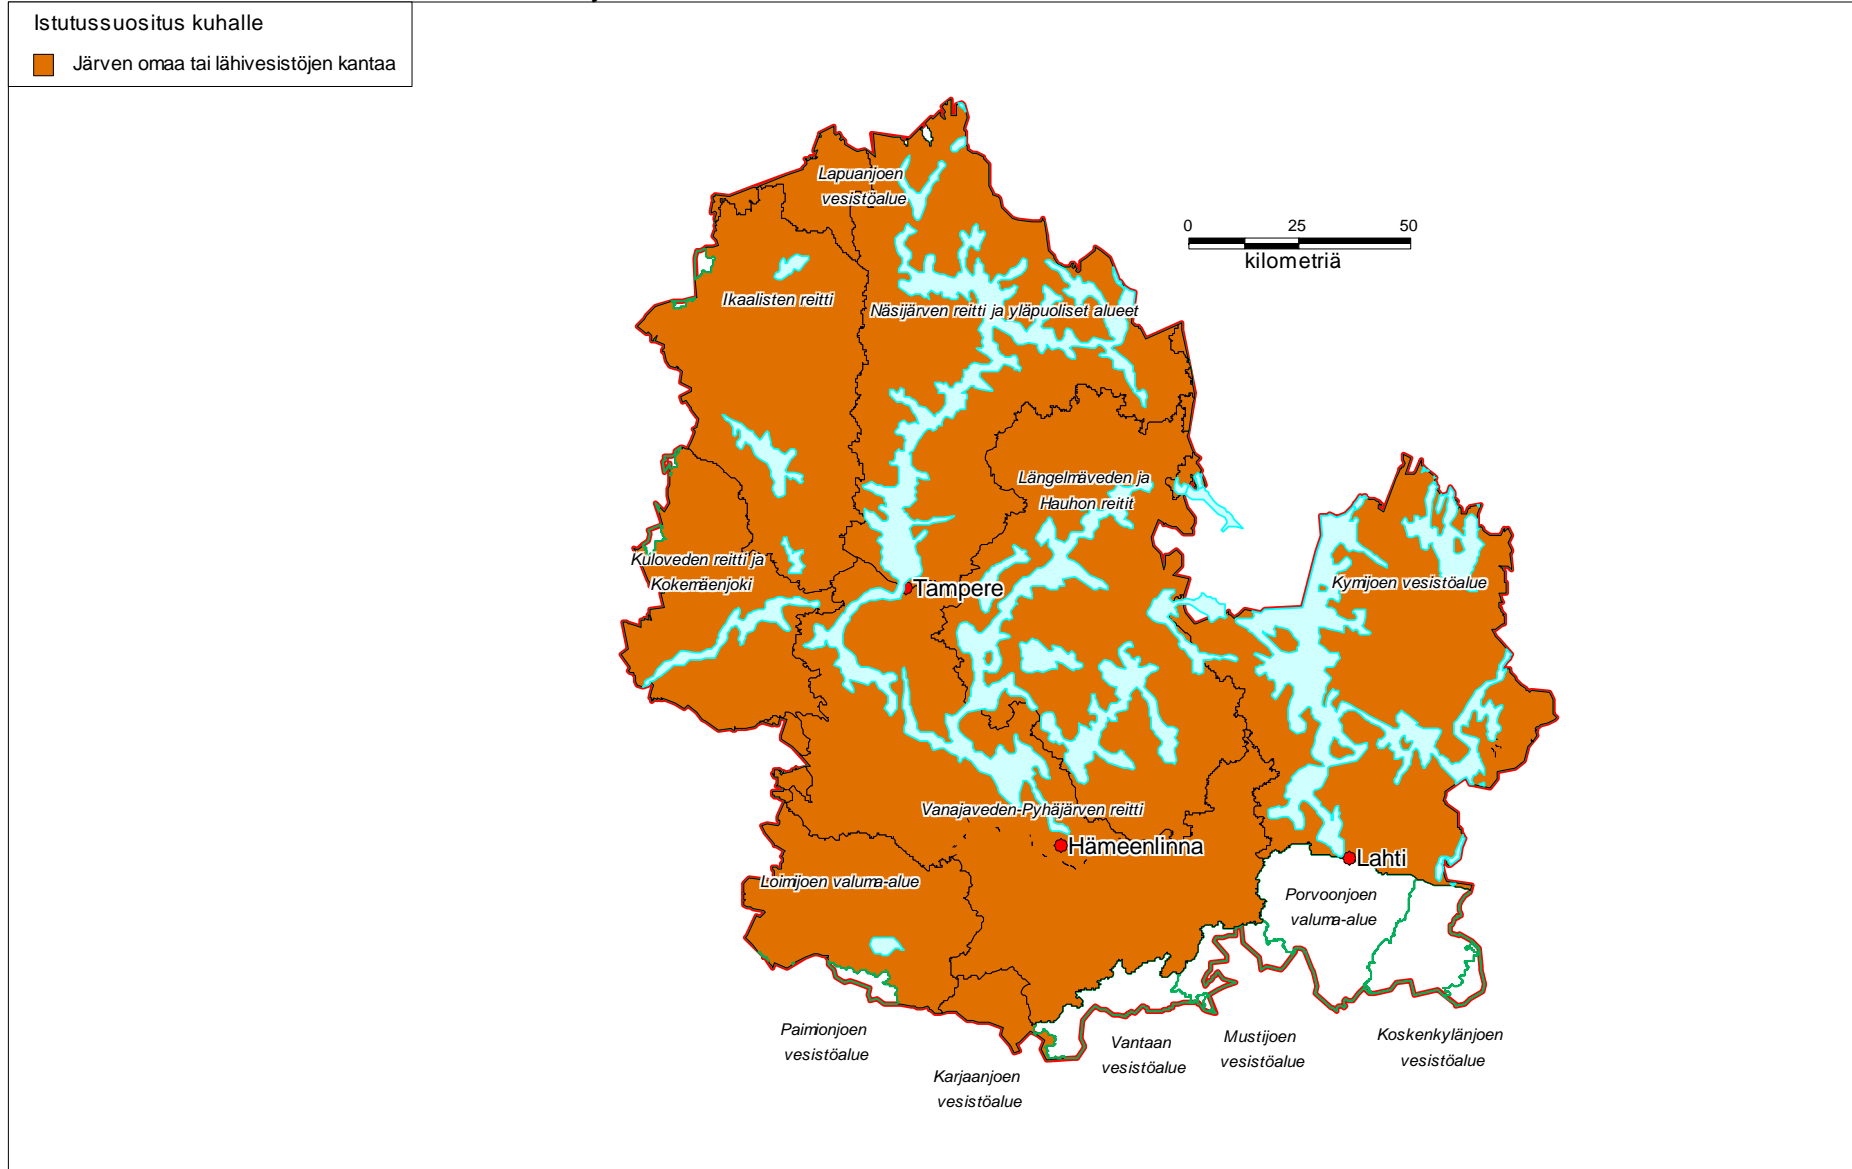 Istutussuositus kuhalle
Järven omaa tai lähivesistöjen kantaa
Lapuanjoen
vesistöalue
0 25 50
kilometriä
Ikaalisten reitti
Näsijärven reitti ja yläpuoliset alueet
Längelmäveden ja
Hauhon reitit
Kuloveden reitti ja
Kokemäenjoki
Tampere
Kymijoen vesistöalue
Vanajaveden-Pyhäjärven reitti
Hämeenlinna
Lahti
Loimijoen valuma-alue
Porvoonjoen
valuma-alue
Paimionjoen
vesistöalue
Karjaanjoen
vesistöalue
Vantaan
vesistöalue
Mustijoen
vesistöalue
Koskenkylänjoen
vesistöalue